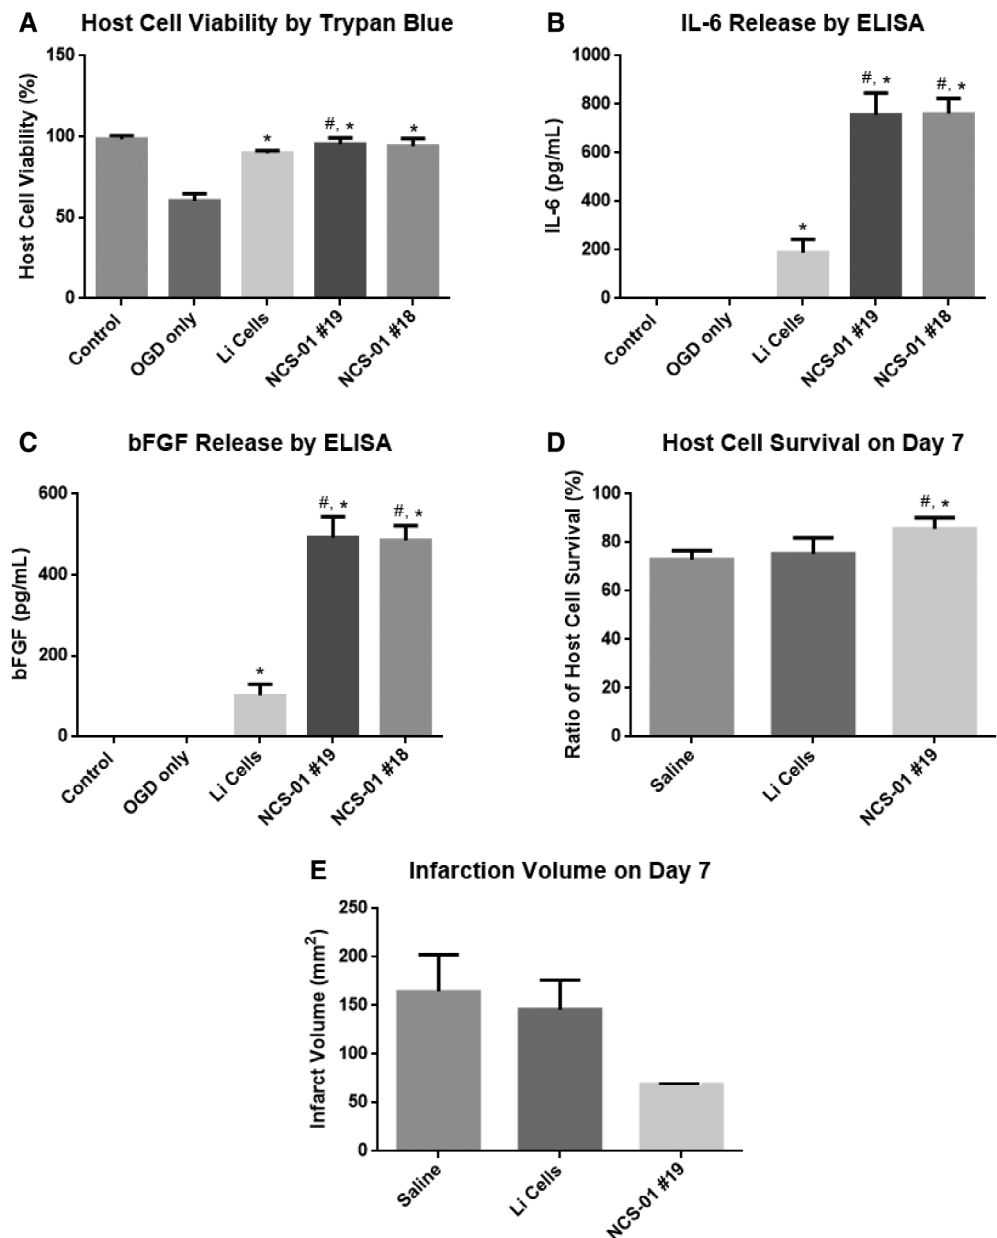 A Host Cell Viability by Trypan Blue
Host Cell Viability (%)
150
100
50
0
*
#, *
*
Control
OGD only
Li Cells
NCS-01 #19
NCS-01 #18
B IL-6 Release by ELISA
IL-6 (pg/mL)
1000
800
600
400
200
0
*
#, *
#, *
Control
OGD only
Li Cells
NCS-01 #19
NCS-01 #18
C bFGF Release by ELISA
bFGF (pg/mL)
600
400
200
0
*
#, *
#, *
Control
OGD only
Li Cells
NCS-01 #19
NCS-01 #18
D Host Cell Survival on Day 7
Ratio of Host Cell Survival (%)
100
80
60
40
20
0
#, *
Saline
Li Cells
NCS-01 #19
E Infarction Volume on Day 7
Infarct Volume (mm²)
250
200
150
100
50
0
Saline
Li Cells
NCS-01 #19